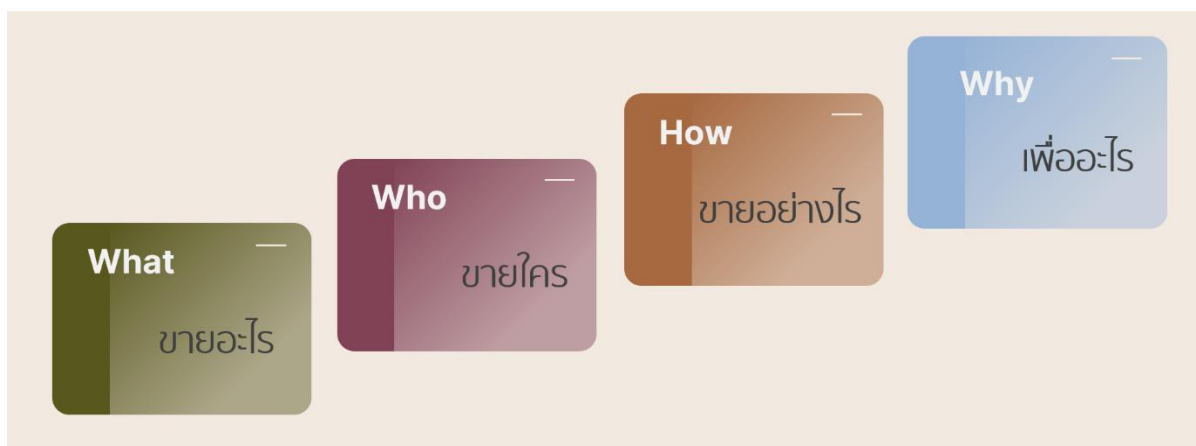 What
ขายอะไร
Who
ขายใคร
How
ขายอย่างไร
Why
เพื่ออะไร